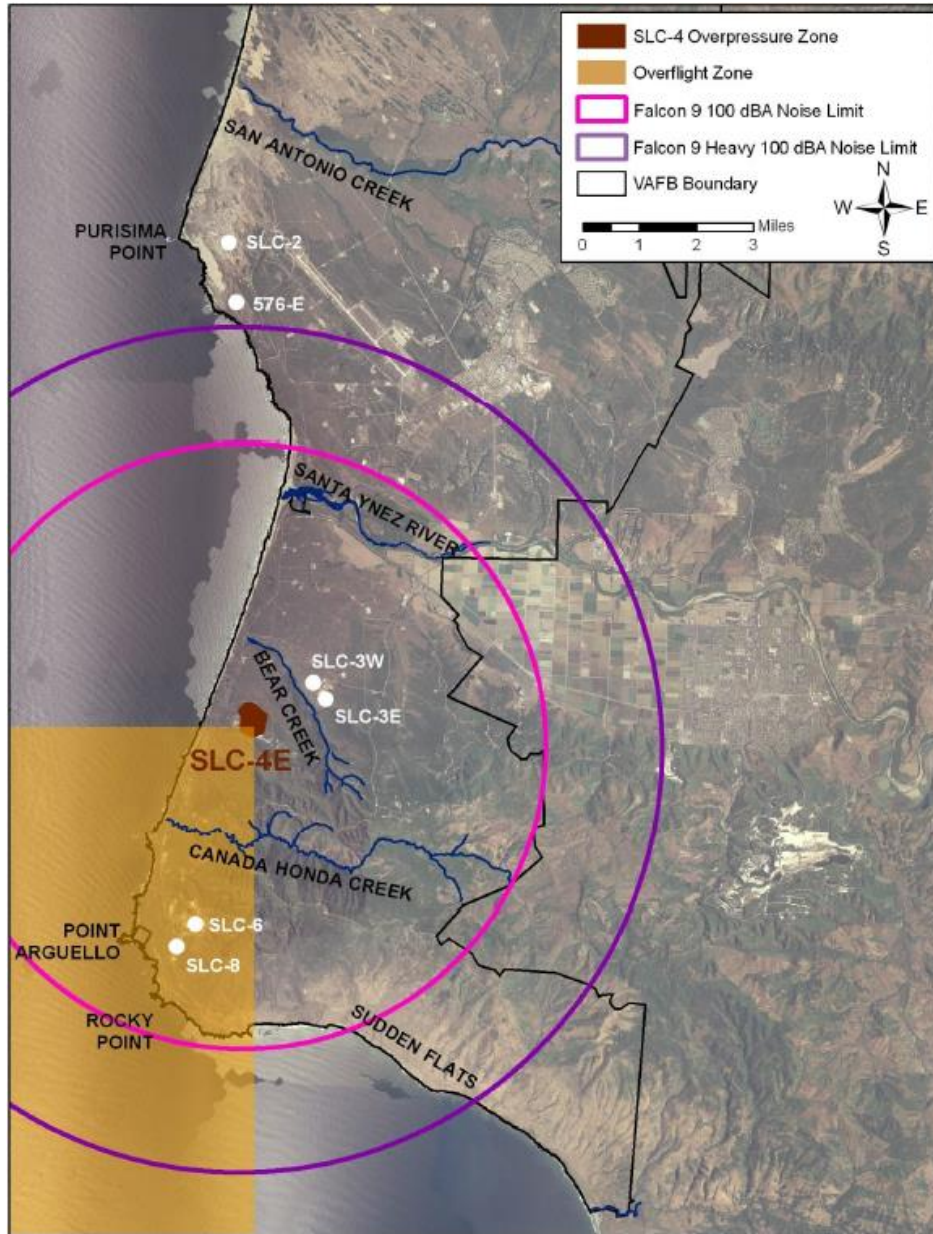 SLC-4 Overpressure Zone
Overflight Zone
Falcon 9 100 dBA Noise Limit
Falcon 9 Heavy 100 dBA Noise Limit
VAFB Boundary
N
W E
S
Miles
0 1 2 3
SAN ANTONIO CREEK
PURISIMA
POINT
SLC-2
576-E
SANTA YNEZ RIVER
SLC-3W
BEAR CREEK
SLC-3E
SLC-4E
CANADA HONDA CREEK
SLC-6
POINT
ARGUELLO
SLC-8
ROCKY
POINT
SUDDEN FLATS